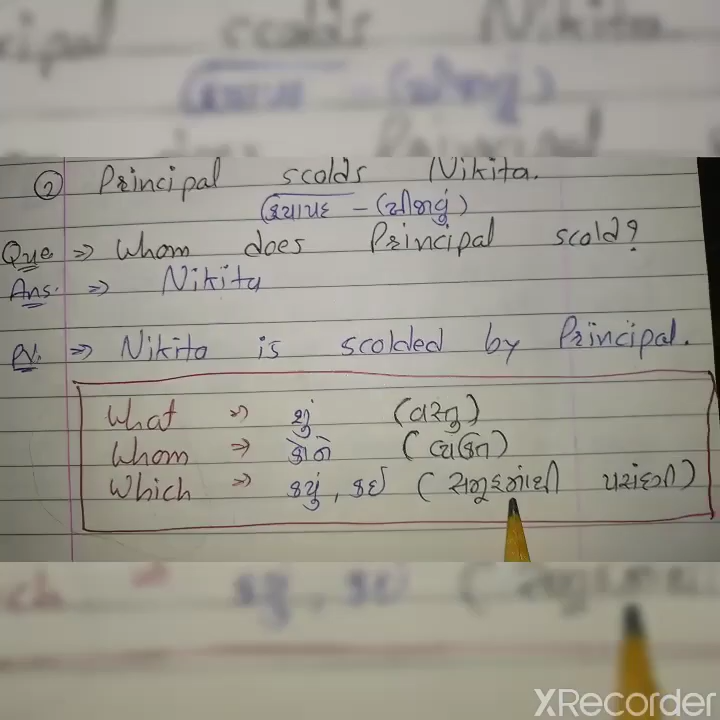 ② Principal scolds Nikita.
ક્રિયાપદ - (ખીજાવું)
Que. ⇒ Whom does Principal scold?
Ans. ⇒ Nikita
P.V. ⇒ Nikita is scolded by Principal.
What ⇒ શું (વસ્તુ)
Whom ⇒ કોને (વ્યક્તિ)
Which ⇒ કયું, કઈ (સમૂહમાંથી પસંદગી)
XRecorder